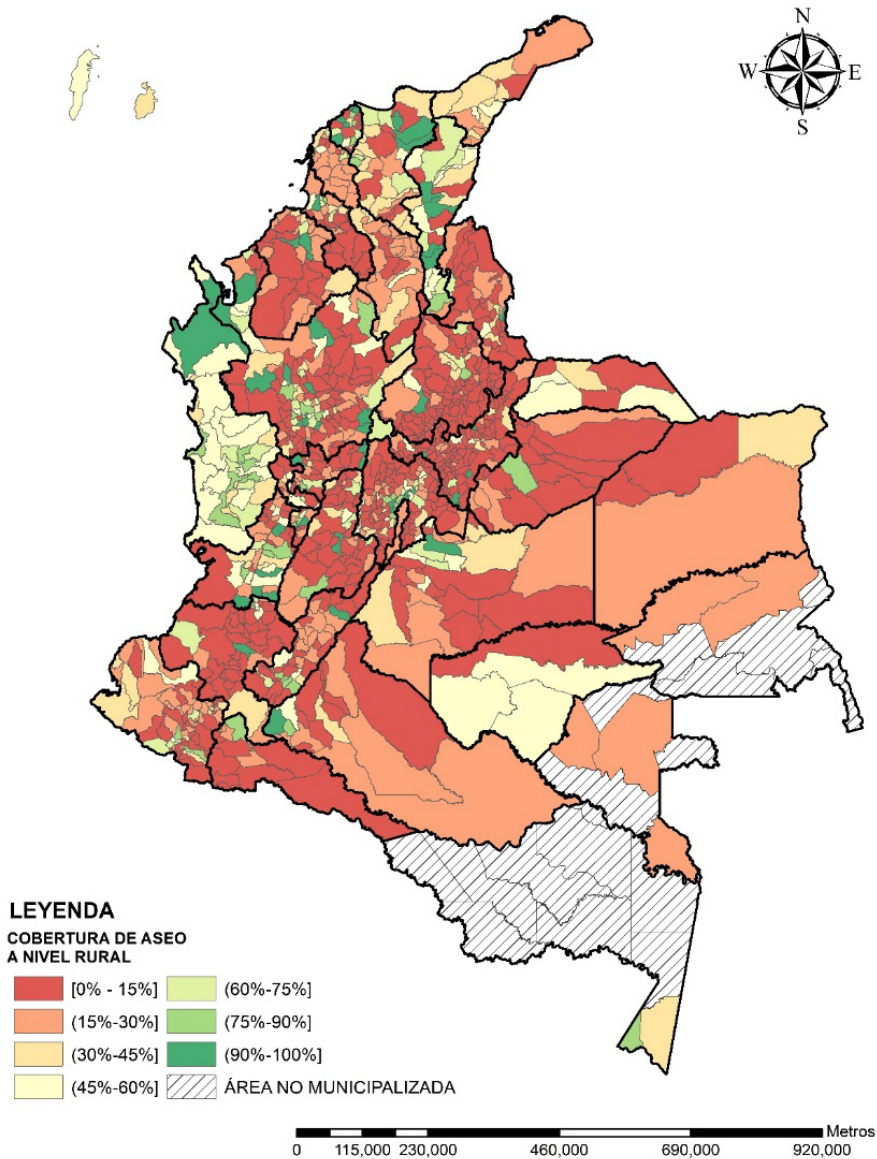 N
W E
S
LEYENDA
COBERTURA DE ASEO
A NIVEL RURAL
[0% - 15%] (60%-75%]
(15%-30%] (75%-90%]
(30%-45%] (90%-100%]
(45%-60%] ÁREA NO MUNICIPALIZADA
Metros
0 115,000 230,000 460,000 690,000 920,000